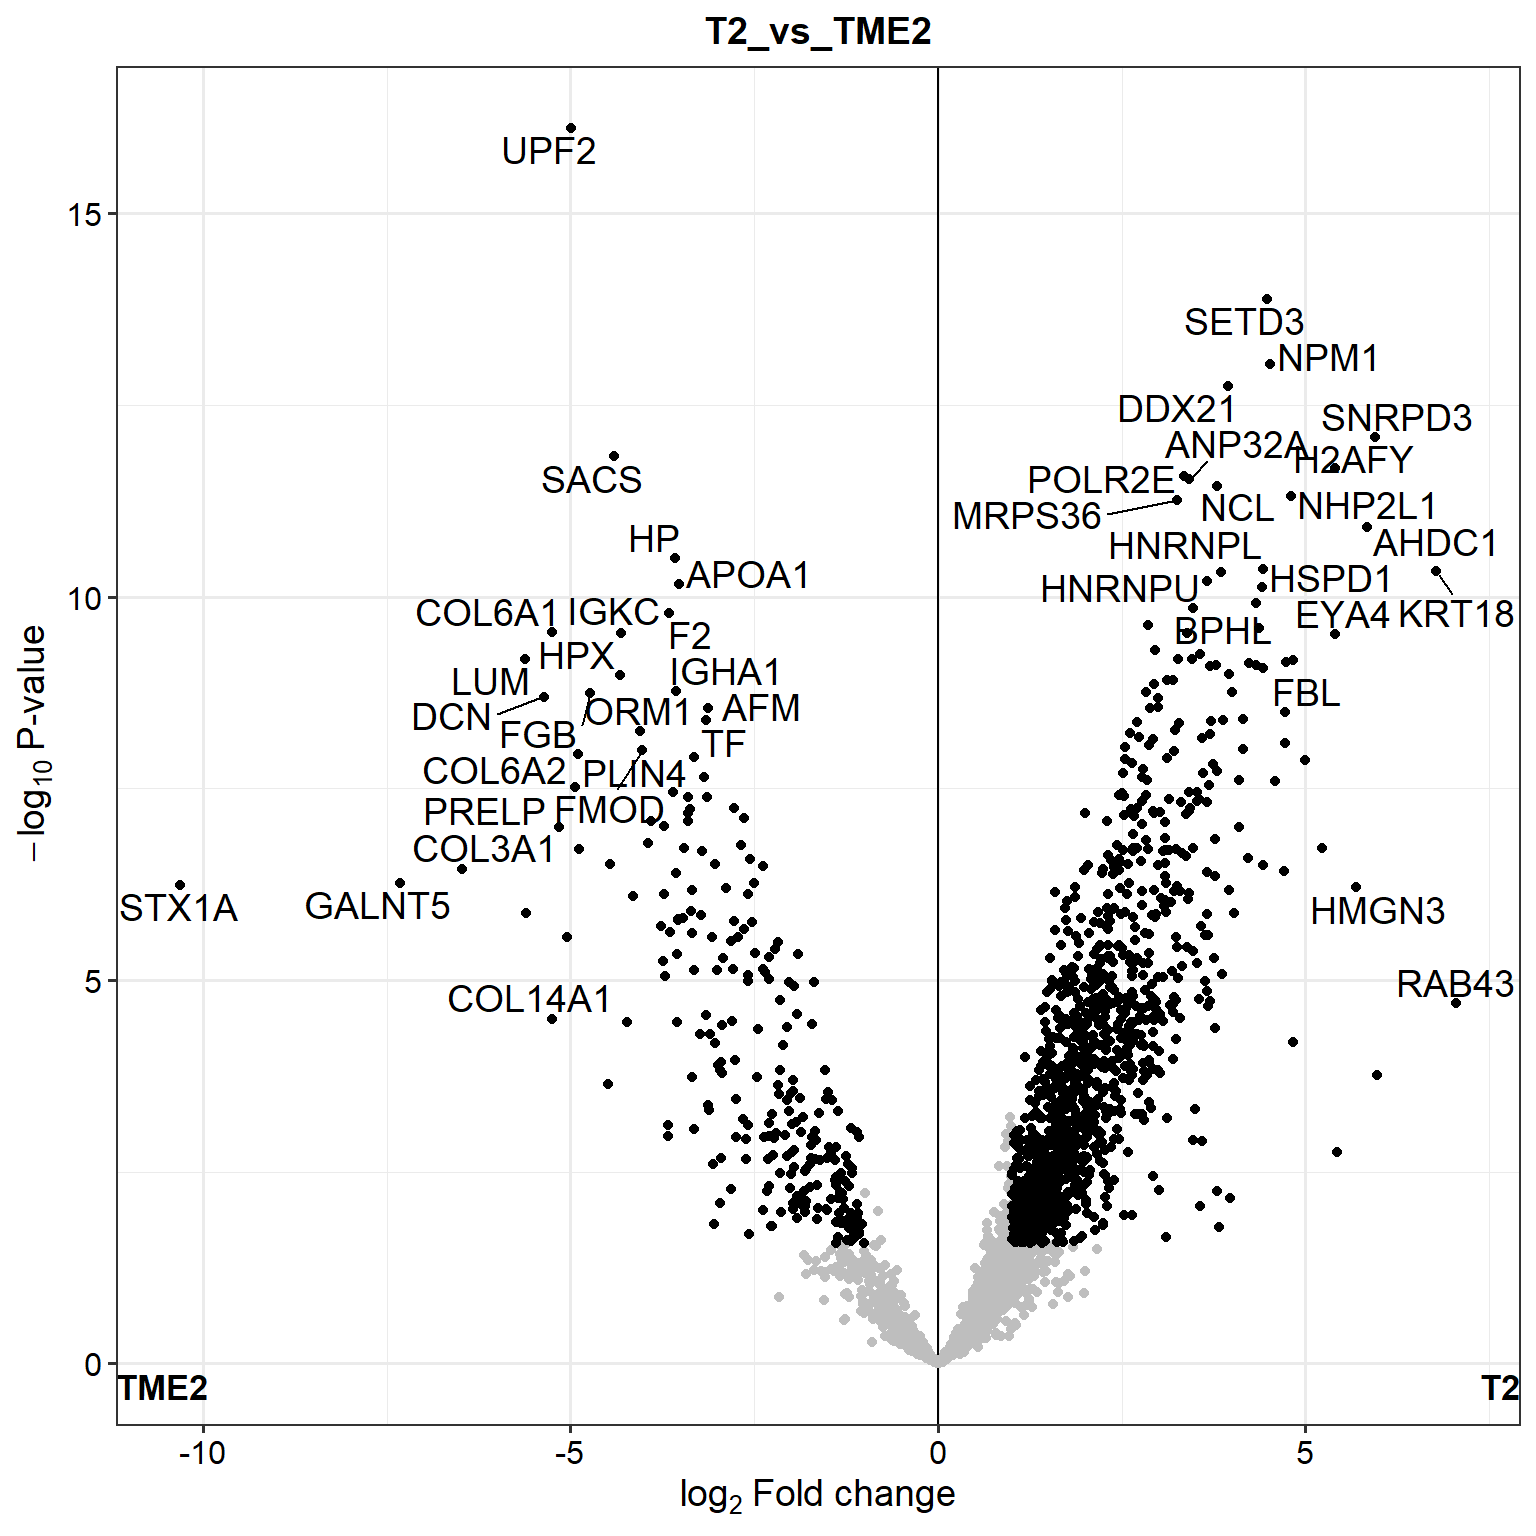 T2_vs_TME2
UPF2
15
SETD3
NPM1
DDX21
SNRPD3
ANP32A
H2AFY
SACS
POLR2E
NCL
NHP2L1
MRPS36
HP
HNRNPL
AHDC1
APOA1
HNRNPU
HSPD1
10
COL6A1
IGKC
EYA4
KRT18
F2
BPHL
HPX
LUM
IGHA1
FBL
DCN
ORM1
AFM
FGB
TF
COL6A2
PLIN4
PRELP
FMOD
COL3A1
STX1A
GALNT5
HMGN3
5
COL14A1
RAB43
0
TME2
T2
-10
-5
0
5
log2 Fold change
−log10 P-value